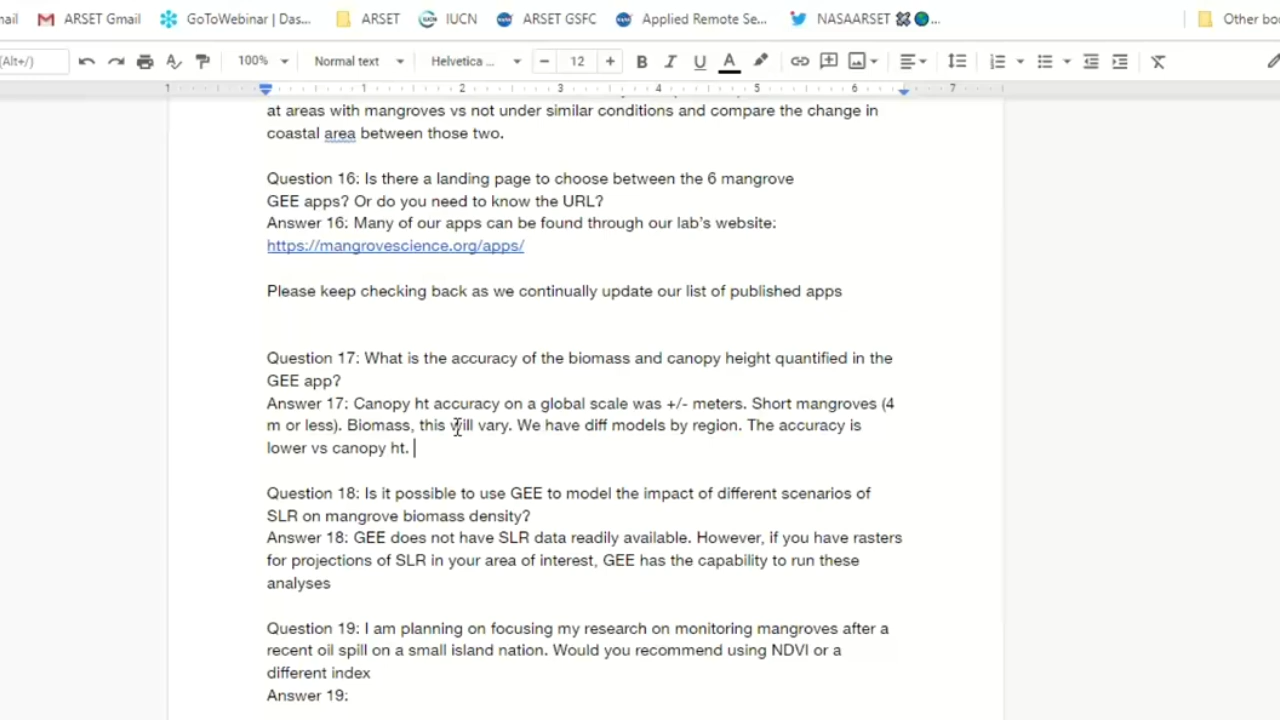 ail ARSET Gmail GoToWebinar | Das... ARSET IUCN ARSET GSFC Applied Remote Se... NASAARSET Other boo
(Alt+/) 100% Normal text Helvetica ... 12 B I U A
1 1 2 3 4 5 6 7
at areas with mangroves vs not under similar conditions and compare the change in
coastal area between those two.
Question 16: Is there a landing page to choose between the 6 mangrove
GEE apps? Or do you need to know the URL?
Answer 16: Many of our apps can be found through our lab's website:
https://mangrovescience.org/apps/
Please keep checking back as we continually update our list of published apps
Question 17: What is the accuracy of the biomass and canopy height quantified in the
GEE app?
Answer 17: Canopy ht accuracy on a global scale was +/- meters. Short mangroves (4
m or less). Biomass, this will vary. We have diff models by region. The accuracy is
lower vs canopy ht.
Question 18: Is it possible to use GEE to model the impact of different scenarios of
SLR on mangrove biomass density?
Answer 18: GEE does not have SLR data readily available. However, if you have rasters
for projections of SLR in your area of interest, GEE has the capability to run these
analyses
Question 19: I am planning on focusing my research on monitoring mangroves after a
recent oil spill on a small island nation. Would you recommend using NDVI or a
different index
Answer 19: